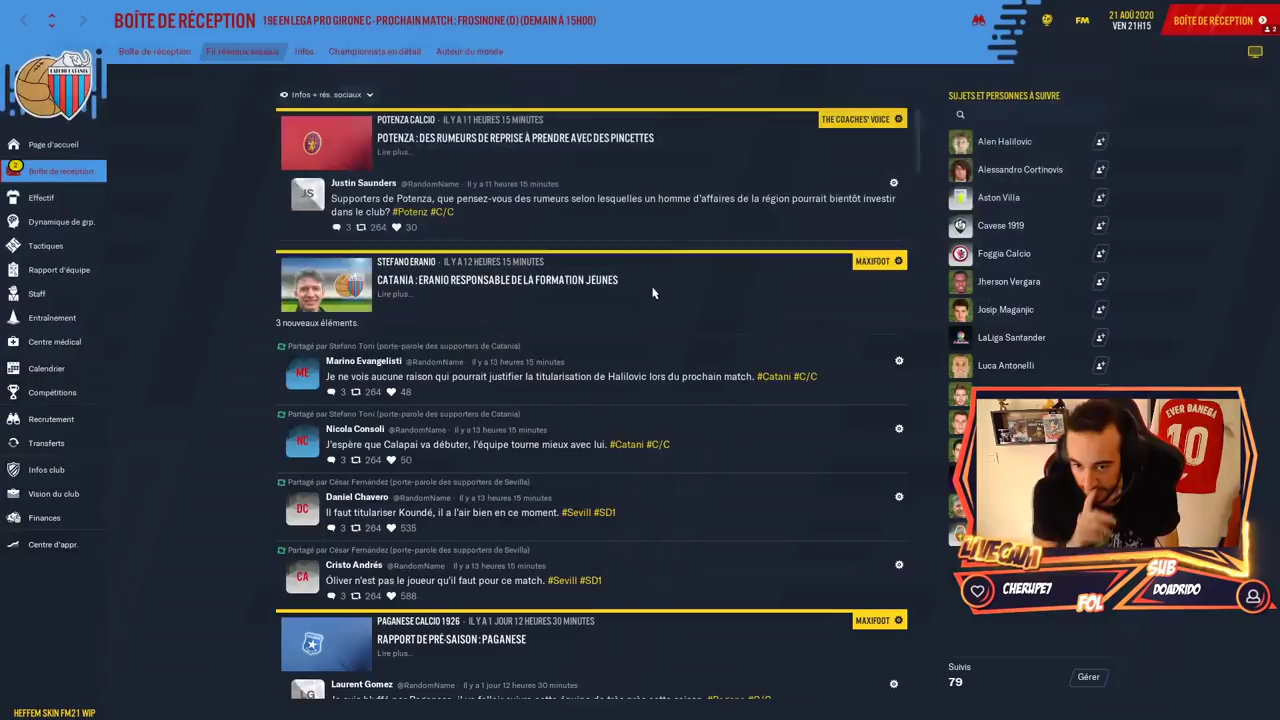 BOÎTE DE RÉCEPTION 19E EN LEGA PRO GIRONE C - PROCHAIN MATCH : FROSINONE (D) (DEMAIN À 15H00)
FM
21 AOÛ 2020
VEN 21H15
BOÎTE DE RÉCEPTION
2
Boîte de réception Fil réseaux sociaux Infos Championnats en détail Autour du monde
Page d'accueil
2
Boîte de réception
Effectif
Dynamique de grp.
Tactiques
Rapport d'équipe
Staff
Entraînement
Centre médical
Calendrier
Compétitions
Recrutement
Transferts
Infos club
Vision du club
Finances
Centre d'appr.
HEFFEM SKIN FM21 WIP
Infos + rés. sociaux
POTENZA CALCIO - IL Y A 11 HEURES 15 MINUTES
THE COACHES' VOICE
POTENZA : DES RUMEURS DE REPRISE À PRENDRE AVEC DES PINCETTES
Lire plus...
JS
Justin Saunders @RandomName · Il y a 11 heures 15 minutes
Supporters de Potenza, que pensez-vous des rumeurs selon lesquelles un homme d'affaires de la région pourrait bientôt investir
dans le club? #Potenz #C/C
3 264 30
STEFANO ERANIO - IL Y A 12 HEURES 15 MINUTES
MAXIFOOT
CATANIA : ERANIO RESPONSABLE DE LA FORMATION JEUNES
Lire plus...
3 nouveaux éléments.
Partagé par Stefano Toni (porte-parole des supporters de Catania)
ME
Marino Evangelisti @RandomName · Il y a 13 heures 15 minutes
Je ne vois aucune raison qui pourrait justifier la titularisation de Halilovic lors du prochain match. #Catani #C/C
3 264 48
Partagé par Stefano Toni (porte-parole des supporters de Catania)
NC
Nicola Consoli @RandomName · Il y a 13 heures 15 minutes
J'espère que Calapai va débuter, l'équipe tourne mieux avec lui. #Catani #C/C
3 264 50
Partagé par César Fernández (porte-parole des supporters de Sevilla)
DC
Daniel Chavero @RandomName · Il y a 13 heures 15 minutes
Il faut titulariser Koundé, il a l'air bien en ce moment. #Sevill #SD1
3 264 535
Partagé par César Fernández (porte-parole des supporters de Sevilla)
CA
Cristo Andrés @RandomName · Il y a 13 heures 15 minutes
Óliver n'est pas le joueur qu'il faut pour ce match. #Sevill #SD1
3 264 588
PAGANESE CALCIO 1926 - IL Y A 1 JOUR 12 HEURES 30 MINUTES
MAXIFOOT
RAPPORT DE PRÉ-SAISON : PAGANESE
Lire plus...
Laurent Gomez @RandomName · Il y a 1 jour 12 heures 30 minutes
SUJETS ET PERSONNES À SUIVRE
Alen Halilovic
Alessandro Cortinovis
Aston Villa
Cavese 1919
Foggia Calcio
Jherson Vergara
Josip Maganjic
LaLiga Santander
Luca Antonelli
EVER BANEGA
10
LIVECAM
CHERUPE7
FOL
SUB
DOADRIDO
Suivis
79
Gérer